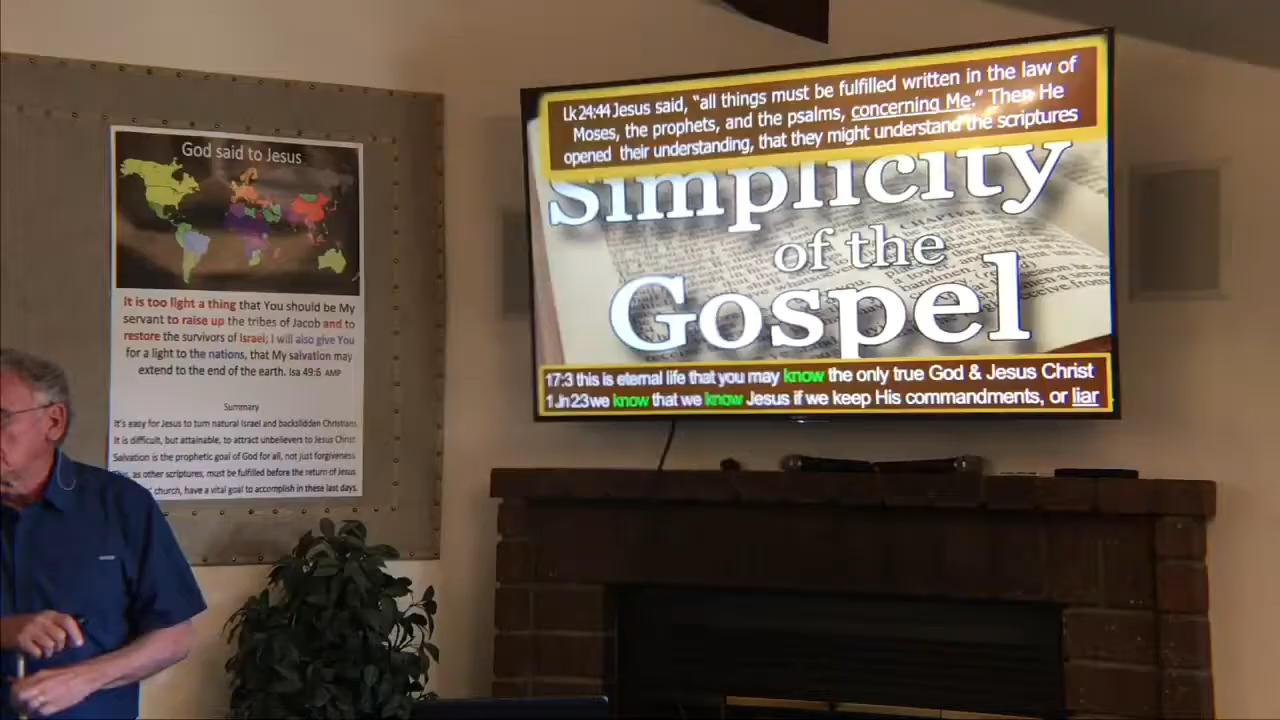 God said to Jesus
It is too light a thing that You should be My
servant to raise up the tribes of Jacob and to
restore the survivors of Israel; I will also give You
for a light to the nations, that My salvation may
extend to the end of the earth. Isa 49:6 AMP
Summary
It's easy for Jesus to turn natural Israel and backslidden Christians.
It is difficult, but attainable, to attract unbelievers to Jesus Christ.
Salvation is the prophetic goal of God for all, not just forgiveness
as other scriptures, must be fulfilled before the return of Jesus
church, have a vital goal to accomplish in these last days.
Lk 24:44 Jesus said, "all things must be fulfilled written in the law of
Moses, the prophets, and the psalms, concerning Me." Then He
opened their understanding, that they might understand the scriptures
Simplicity
of the
Gospel
17:3 this is eternal life that you may know the only true God & Jesus Christ
1 Jn 2:3 we know that we know Jesus if we keep His commandments, or liar